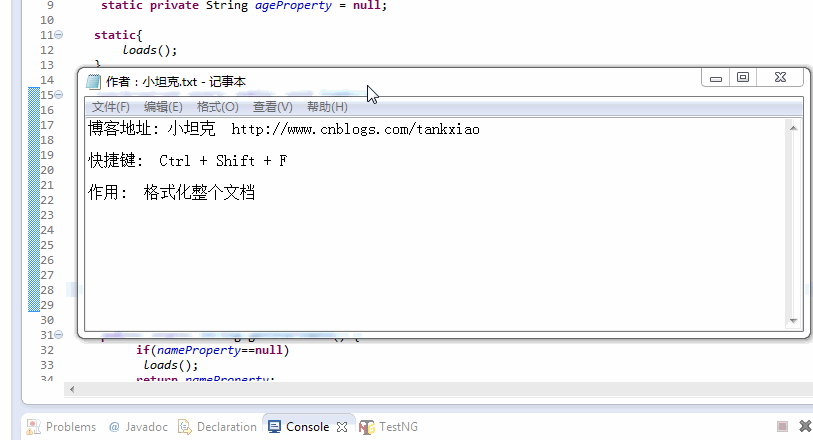 9 static private String ageProperty = null;
10
11 static{
12 loads();
13 }
14
作者：小坦克.txt - 记事本
15
文件(F) 编辑(E) 格式(O) 查看(V) 帮助(H)
16
17 博客地址: 小坦克 http://www.cnblogs.com/tankxiao
18
19 快捷键: Ctrl + Shift + F
20
21 作用: 格式化整个文档
22
23
24
25
26
27
28
29
30
31
32 if(nameProperty==null)
33 loads();
34 return nameProperty;
Problems @ Javadoc Declaration Console TestNG